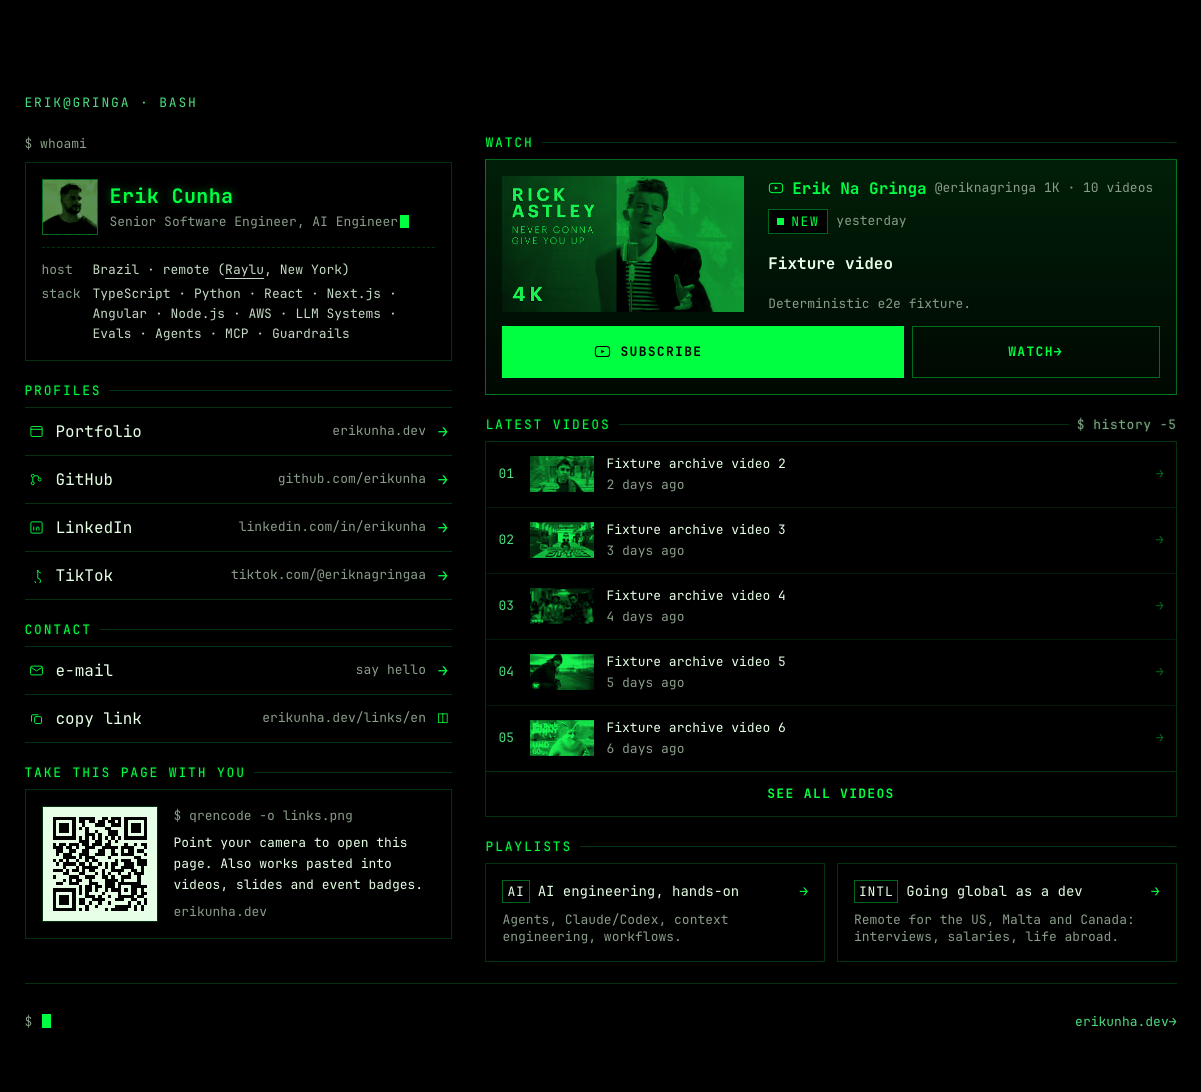 ERIK@GRINGA · BASH
$ whoami
Erik Cunha
Senior Software Engineer, AI Engineer
host Brazil · remote (Raylu, New York)
stack TypeScript · Python · React · Next.js ·
Angular · Node.js · AWS · LLM Systems ·
Evals · Agents · MCP · Guardrails
PROFILES
Portfolio erikunha.dev →
GitHub github.com/erikunha →
LinkedIn linkedin.com/in/erikunha →
TikTok tiktok.com/@eriknagringaa →
CONTACT
e-mail say hello →
copy link erikunha.dev/links/en
TAKE THIS PAGE WITH YOU
$ qrencode -o links.png
Point your camera to open this
page. Also works pasted into
videos, slides and event badges.
erikunha.dev
WATCH
RICK
ASTLEY
NEVER GONNA
GIVE YOU UP
4K
Erik Na Gringa @eriknagringa 1K · 10 videos
NEW yesterday
Fixture video
Deterministic e2e fixture.
SUBSCRIBE
WATCH→
LATEST VIDEOS $ history -5
01 Fixture archive video 2 →
2 days ago
02 Fixture archive video 3 →
3 days ago
03 Fixture archive video 4 →
4 days ago
04 Fixture archive video 5 →
5 days ago
05 Fixture archive video 6 →
6 days ago
SEE ALL VIDEOS
PLAYLISTS
AI AI engineering, hands-on →
Agents, Claude/Codex, context
engineering, workflows.
INTL Going global as a dev →
Remote for the US, Malta and Canada:
interviews, salaries, life abroad.
$
erikunha.dev→